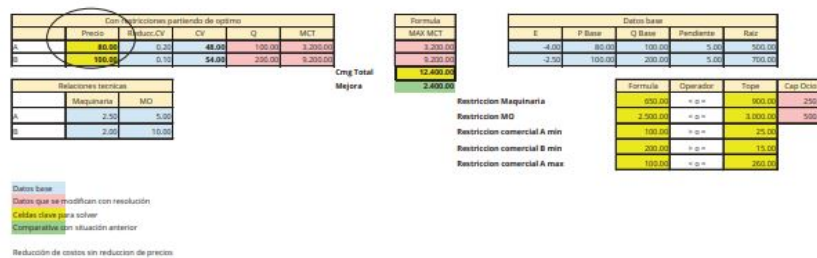 Con restricciones partiendo de optimo
Precio Reducc.CV CV Q MCT
A 80.00 0.20 48.00 100.00 3.200.00
B 100.00 0.10 54.00 200.00 9.200.00
Formula
MAX MCT
3.200.00
9.200.00
Cmg Total 12.400.00
Mejora 2.400.00
Datos base
E P Base Q Base Pendiente Raiz
-4.00 80.00 100.00 5.00 500.00
-2.50 100.00 200.00 5.00 700.00
Relaciones tecnicas
Maquinaria MO
A 2.50 5.00
B 2.00 10.00
Formula Operador Tope Cap Ocio
Restriccion Maquinaria 650.00 < o = 900.00 250
Restriccion MO 2.500.00 < o = 3.000.00 500
Restriccion comercial A min 100.00 > o = 25.00
Restriccion comercial B min 200.00 > o = 15.00
Restriccion comercial A max 100.00 < o = 260.00
Datos base
Datos que se modifican con resolución
Celdas clave para solver
Comparativa con situación anterior
Reducción de costos sin reduccion de precios